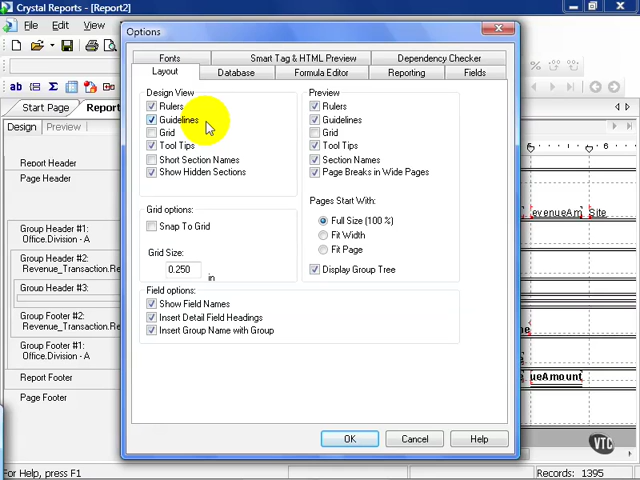 Crystal Reports - [Report2]
File Edit View
Options
Start Page Report
Design Preview
Report Header
Page Header
Group Header #1:
Office.Division - A
Group Header #2:
Revenue_Transaction.Re
Group Header #3:
Group Footer #2:
Revenue_Transaction.Re
Group Footer #1:
Office.Division - A
Report Footer
Page Footer
Fonts Smart Tag & HTML Preview Dependency Checker
Layout Database Formula Editor Reporting Fields
Design View
Rulers
Guidelines
Grid
Tool Tips
Short Section Names
Show Hidden Sections
Preview
Rulers
Guidelines
Grid
Tool Tips
Section Names
Page Breaks in Wide Pages
Grid options:
Snap To Grid
Grid Size:
0.250
in
Pages Start With:
Full Size (100 %)
Fit Width
Fit Page
Display Group Tree
Field options:
Show Field Names
Insert Detail Field Headings
Insert Group Name with Group
OK Cancel Help
evenueAm Site
ueAmount
VTC
For Help, press F1
Records: 1395